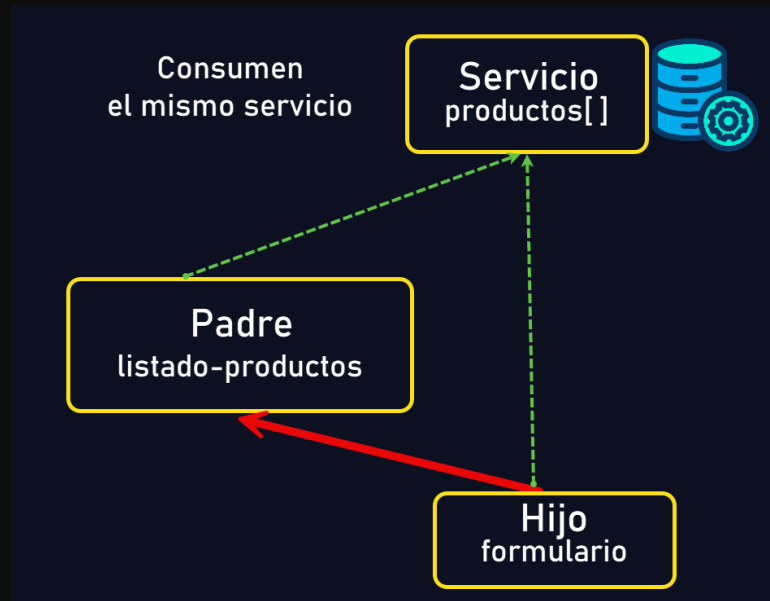 Consumen
el mismo servicio
Servicio
productos[ ]
Padre
listado-productos
Hijo
formulario